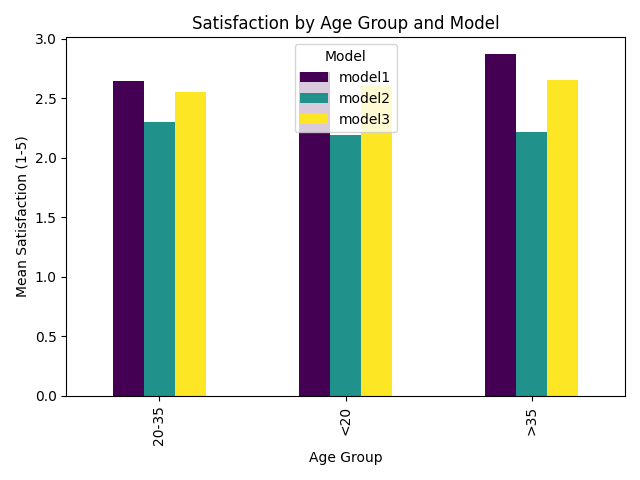 Satisfaction by Age Group and Model
Mean Satisfaction (1-5)
3.0
2.5
2.0
1.5
1.0
0.5
0.0
Model
model1
model2
model3
20-35
<20
>35
Age Group